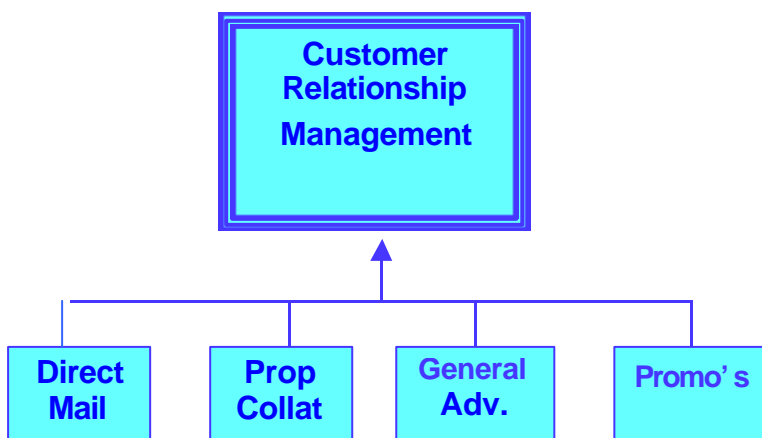 Customer
Relationship
Management
Direct
Mail
Prop
Collat
General
Adv.
Promo’ s